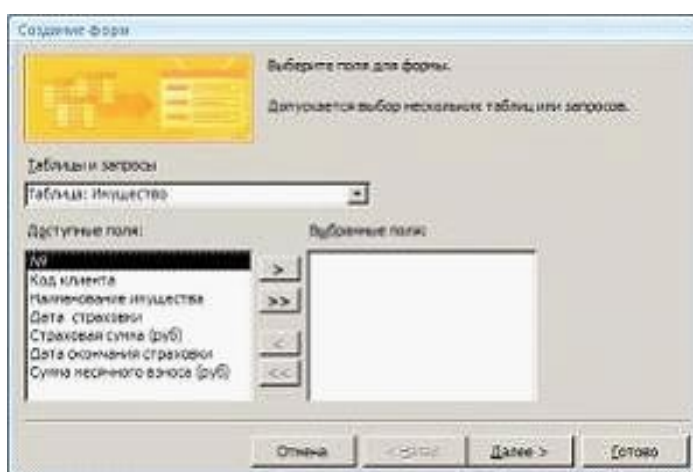 Создание форм
Выберите поля для формы.
Допускается выбор нескольких таблиц или запросов.
Таблицы и запросы
Таблица: Имущество
Доступные поля:
Выбранные поля:
№
Код клиента
Наименование имущества
Дата страховки
Страховая сумма (руб)
Дата окончания страховки
Сумма месячного взноса (руб)
>
>>
<
<<
Отмена
< Назад
Далее >
Готово